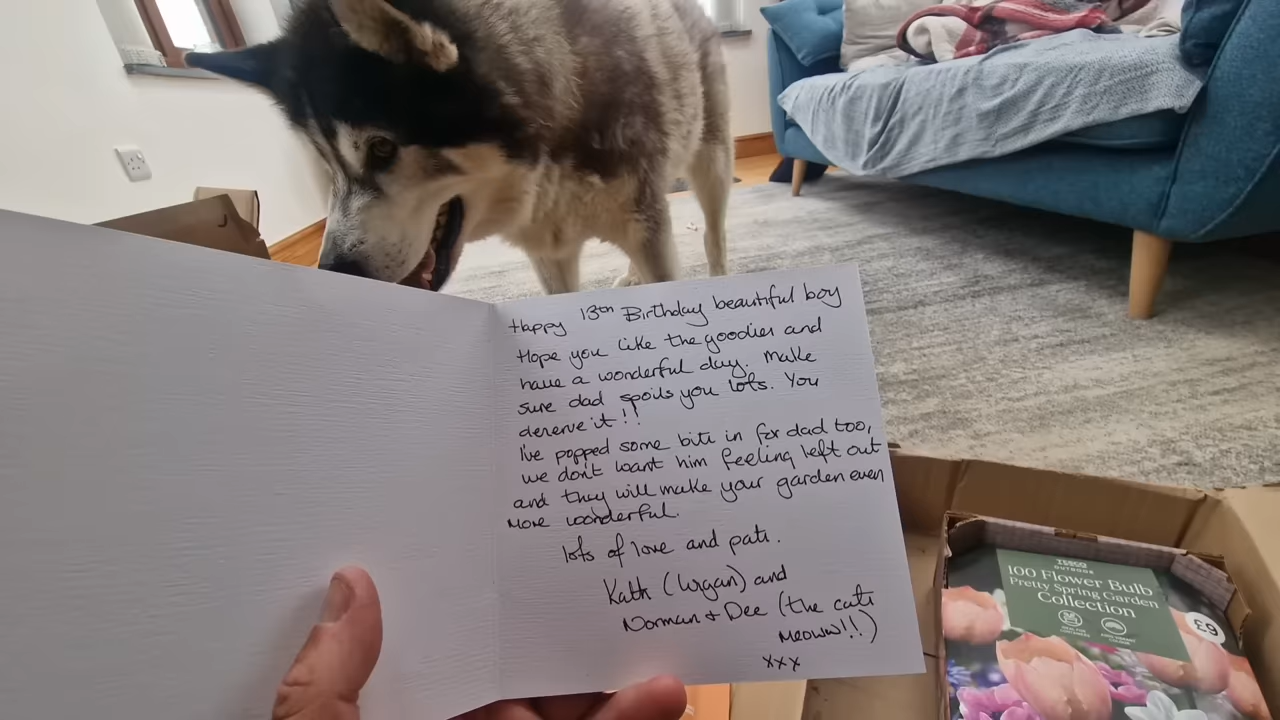 Happy 13th Birthday beautiful boy
Hope you like the goodies and
have a wonderful day. Make
sure dad spoils you lots. You
deserve it!!
I've popped some bits in for dad too,
we don't want him feeling left out
and they will make your garden even
more wonderful.
lots of love and pats.
Kath (Wigan) and
Norman & Dee (the cats
meoww!!)
xxx
TESCO
OUTDOOR
100 Flower Bulb
Pretty Spring Garden
Collection
£9